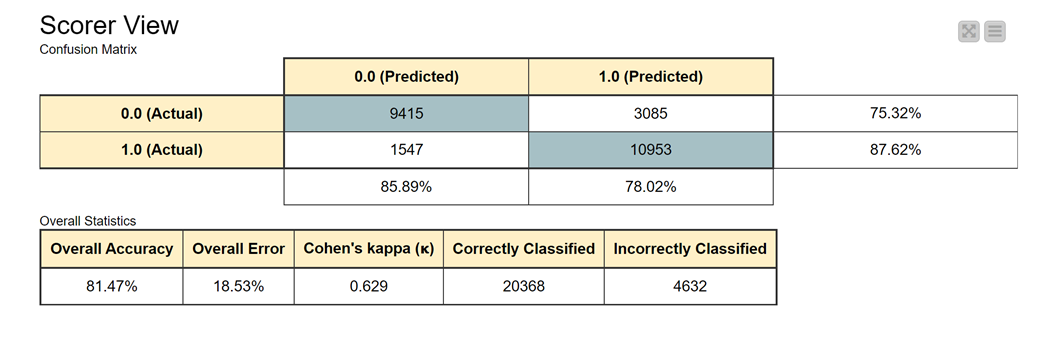 Scorer View
Confusion Matrix
0.0 (Predicted) 1.0 (Predicted)
0.0 (Actual) 9415 3085 75.32%
1.0 (Actual) 1547 10953 87.62%
85.89% 78.02%
Overall Statistics
Overall Accuracy Overall Error Cohen's kappa (κ) Correctly Classified Incorrectly Classified
81.47% 18.53% 0.629 20368 4632